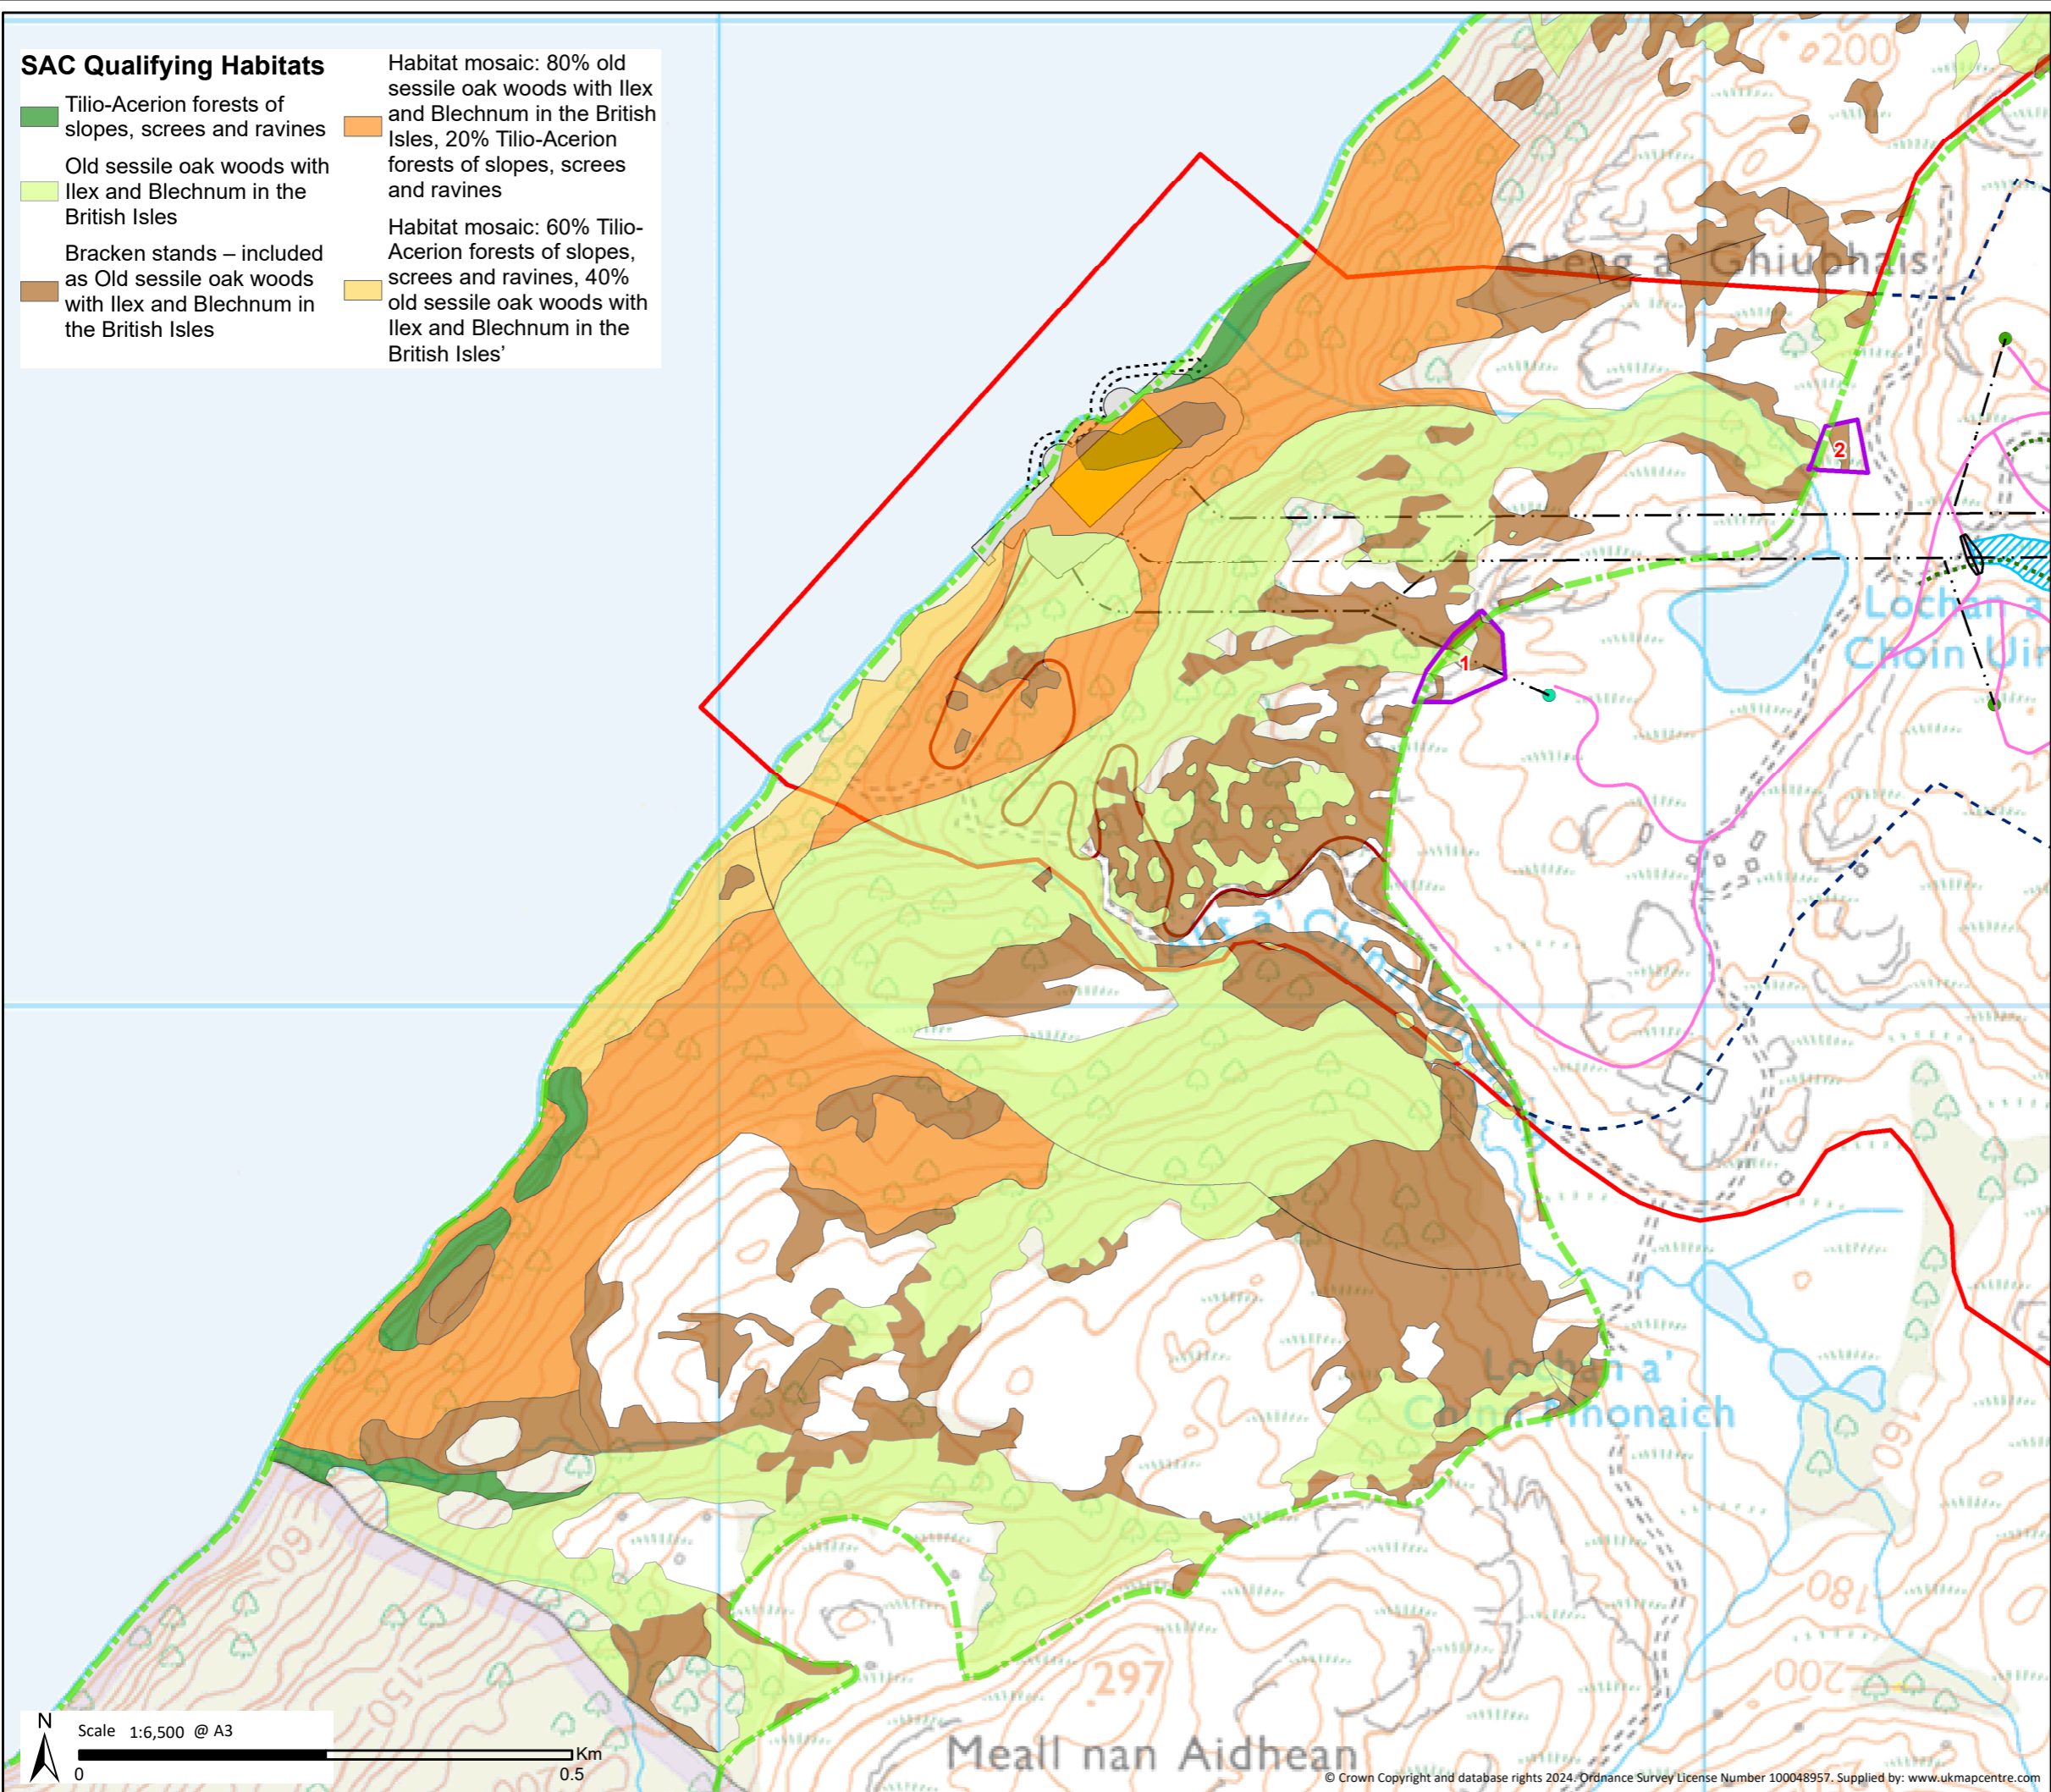 SAC Qualifying Habitats
Tilio-Acerion forests of
slopes, screes and ravines
Old sessile oak woods with
Ilex and Blechnum in the
British Isles
Bracken stands – included
as Old sessile oak woods
with Ilex and Blechnum in
the British Isles
Habitat mosaic: 80% old
sessile oak woods with Ilex
and Blechnum in the British
Isles, 20% Tilio-Acerion
forests of slopes, screes
and ravines
Habitat mosaic: 60% Tilio-
Acerion forests of slopes,
screes and ravines, 40%
old sessile oak woods with
Ilex and Blechnum in the
British Isles’
200
Creag a' Ghiubhais
2
Lochan a
Choin Uir
1
Allt a'
Lochan a'
160
180
200
297
Meall nan Aidhean
150
60
N
Scale 1:6,500 @ A3
Km
0
0.5
© Crown Copyright and database rights 2024. Ordnance Survey License Number 100048957. Supplied by: www.ukmapcentre.com